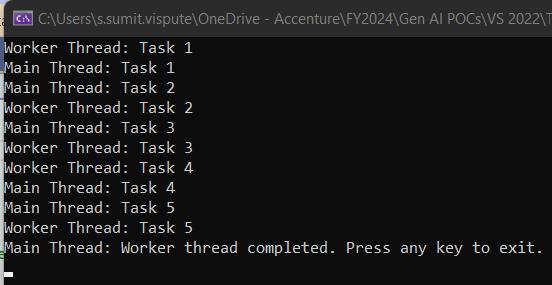 C:\Users\s.sumit.vispute\OneDrive - Accenture\FY2024\Gen AI POCs\VS 2022\T
Worker Thread: Task 1
Main Thread: Task 1
Main Thread: Task 2
Worker Thread: Task 2
Main Thread: Task 3
Worker Thread: Task 3
Worker Thread: Task 4
Main Thread: Task 4
Main Thread: Task 5
Worker Thread: Task 5
Main Thread: Worker thread completed. Press any key to exit.